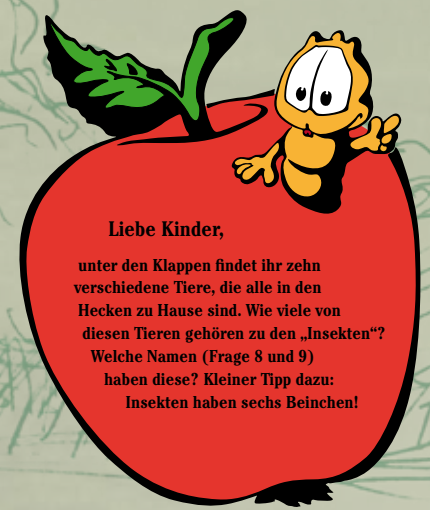 Liebe Kinder,
unter den Klappen findet ihr zehn
verschiedene Tiere, die alle in den
Hecken zu Hause sind. Wie viele von
diesen Tieren gehören zu den „Insekten“?
Welche Namen (Frage 8 und 9)
haben diese? Kleiner Tipp dazu:
Insekten haben sechs Beinchen!